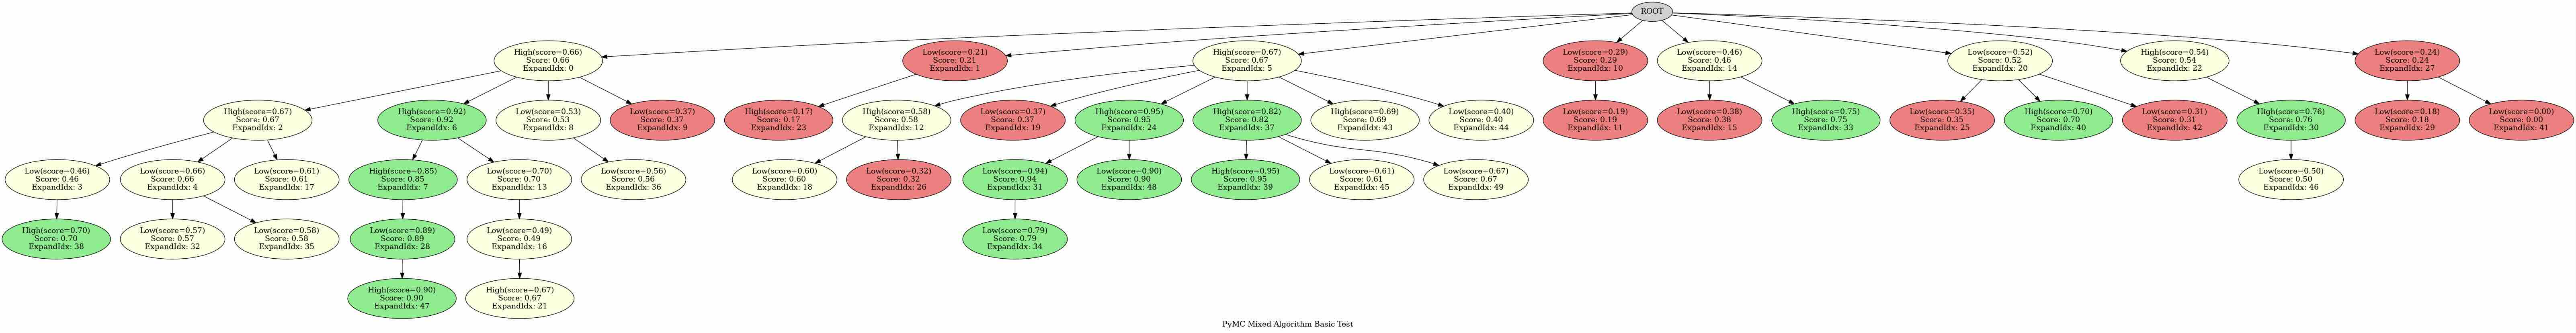 ROOT
High(score=0.66)
Score: 0.66
ExpandIdx: 0
Low(score=0.21)
Score: 0.21
ExpandIdx: 1
High(score=0.67)
Score: 0.67
ExpandIdx: 5
Low(score=0.29)
Score: 0.29
ExpandIdx: 10
Low(score=0.46)
Score: 0.46
ExpandIdx: 14
Low(score=0.52)
Score: 0.52
ExpandIdx: 20
High(score=0.54)
Score: 0.54
ExpandIdx: 22
Low(score=0.24)
Score: 0.24
ExpandIdx: 27
High(score=0.67)
Score: 0.67
ExpandIdx: 2
High(score=0.92)
Score: 0.92
ExpandIdx: 6
Low(score=0.53)
Score: 0.53
ExpandIdx: 8
Low(score=0.37)
Score: 0.37
ExpandIdx: 9
High(score=0.17)
Score: 0.17
ExpandIdx: 23
High(score=0.58)
Score: 0.58
ExpandIdx: 12
Low(score=0.37)
Score: 0.37
ExpandIdx: 19
High(score=0.95)
Score: 0.95
ExpandIdx: 24
High(score=0.82)
Score: 0.82
ExpandIdx: 37
High(score=0.69)
Score: 0.69
ExpandIdx: 43
Low(score=0.40)
Score: 0.40
ExpandIdx: 44
Low(score=0.19)
Score: 0.19
ExpandIdx: 11
Low(score=0.38)
Score: 0.38
ExpandIdx: 15
High(score=0.75)
Score: 0.75
ExpandIdx: 33
Low(score=0.35)
Score: 0.35
ExpandIdx: 25
High(score=0.70)
Score: 0.70
ExpandIdx: 40
Low(score=0.31)
Score: 0.31
ExpandIdx: 42
High(score=0.76)
Score: 0.76
ExpandIdx: 30
Low(score=0.18)
Score: 0.18
ExpandIdx: 29
Low(score=0.00)
Score: 0.00
ExpandIdx: 41
Low(score=0.46)
Score: 0.46
ExpandIdx: 3
Low(score=0.66)
Score: 0.66
ExpandIdx: 4
Low(score=0.61)
Score: 0.61
ExpandIdx: 17
High(score=0.85)
Score: 0.85
ExpandIdx: 7
Low(score=0.70)
Score: 0.70
ExpandIdx: 13
Low(score=0.56)
Score: 0.56
ExpandIdx: 36
Low(score=0.60)
Score: 0.60
ExpandIdx: 18
Low(score=0.32)
Score: 0.32
ExpandIdx: 26
Low(score=0.94)
Score: 0.94
ExpandIdx: 31
Low(score=0.90)
Score: 0.90
ExpandIdx: 48
High(score=0.95)
Score: 0.95
ExpandIdx: 39
Low(score=0.61)
Score: 0.61
ExpandIdx: 45
Low(score=0.67)
Score: 0.67
ExpandIdx: 49
Low(score=0.50)
Score: 0.50
ExpandIdx: 46
High(score=0.70)
Score: 0.70
ExpandIdx: 38
Low(score=0.57)
Score: 0.57
ExpandIdx: 32
Low(score=0.58)
Score: 0.58
ExpandIdx: 35
Low(score=0.89)
Score: 0.89
ExpandIdx: 28
Low(score=0.49)
Score: 0.49
ExpandIdx: 16
Low(score=0.79)
Score: 0.79
ExpandIdx: 34
High(score=0.90)
Score: 0.90
ExpandIdx: 47
High(score=0.67)
Score: 0.67
ExpandIdx: 21
PyMC Mixed Algorithm Basic Test